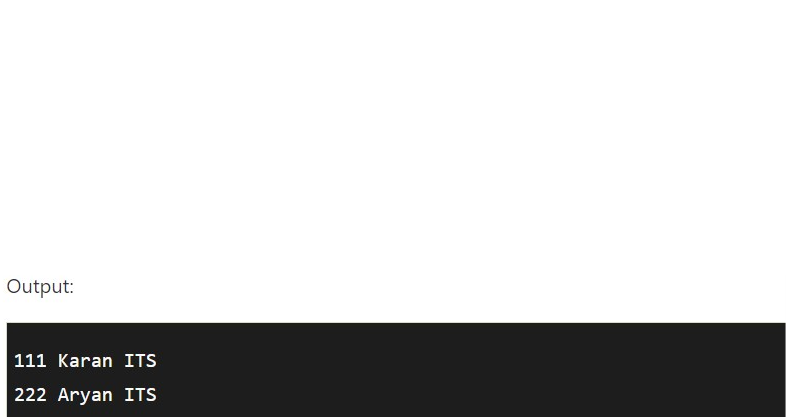 Output:
111 Karan ITS
222 Aryan ITS